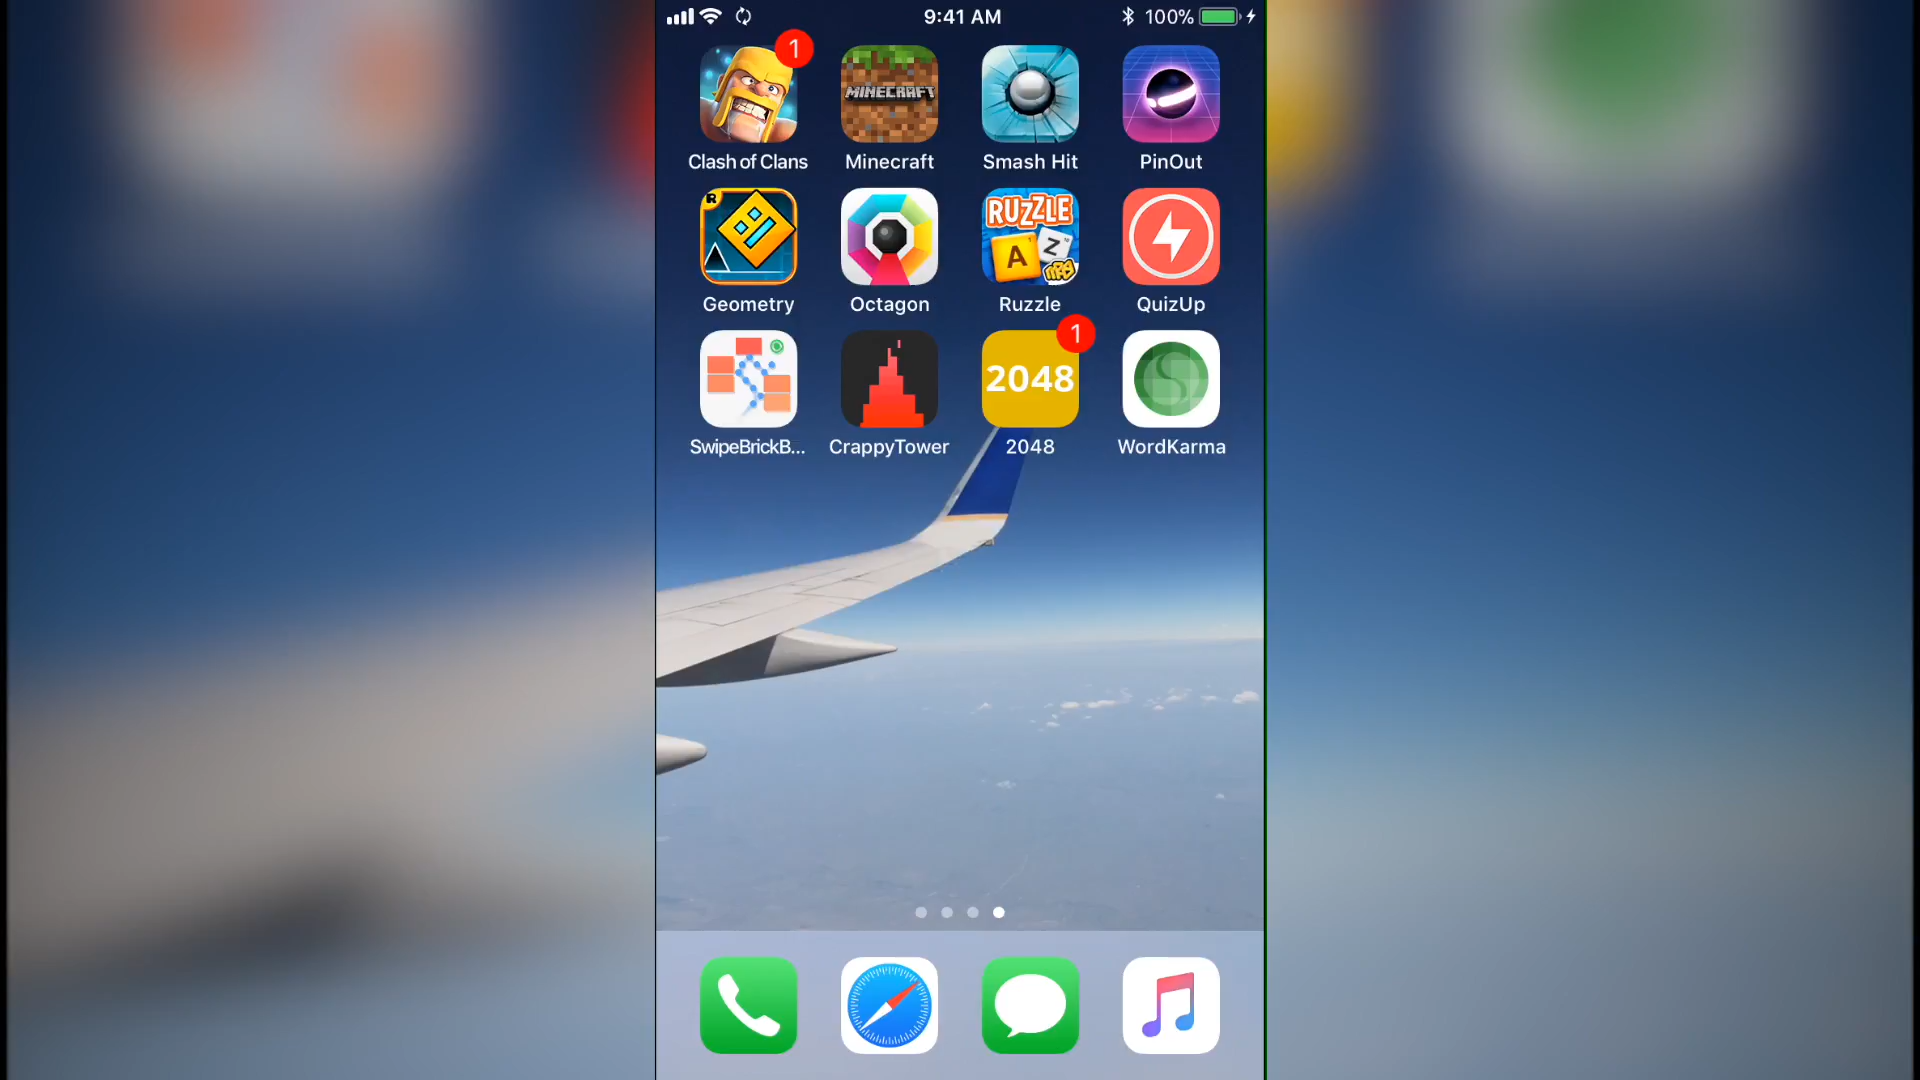 9:41 AM 100%
1
MINECRAFT
Clash of Clans Minecraft Smash Hit PinOut
R
RUZZLE
A Z
Geometry Octagon Ruzzle QuizUp
1
2048
SwipeBrickB... CrappyTower 2048 WordKarma